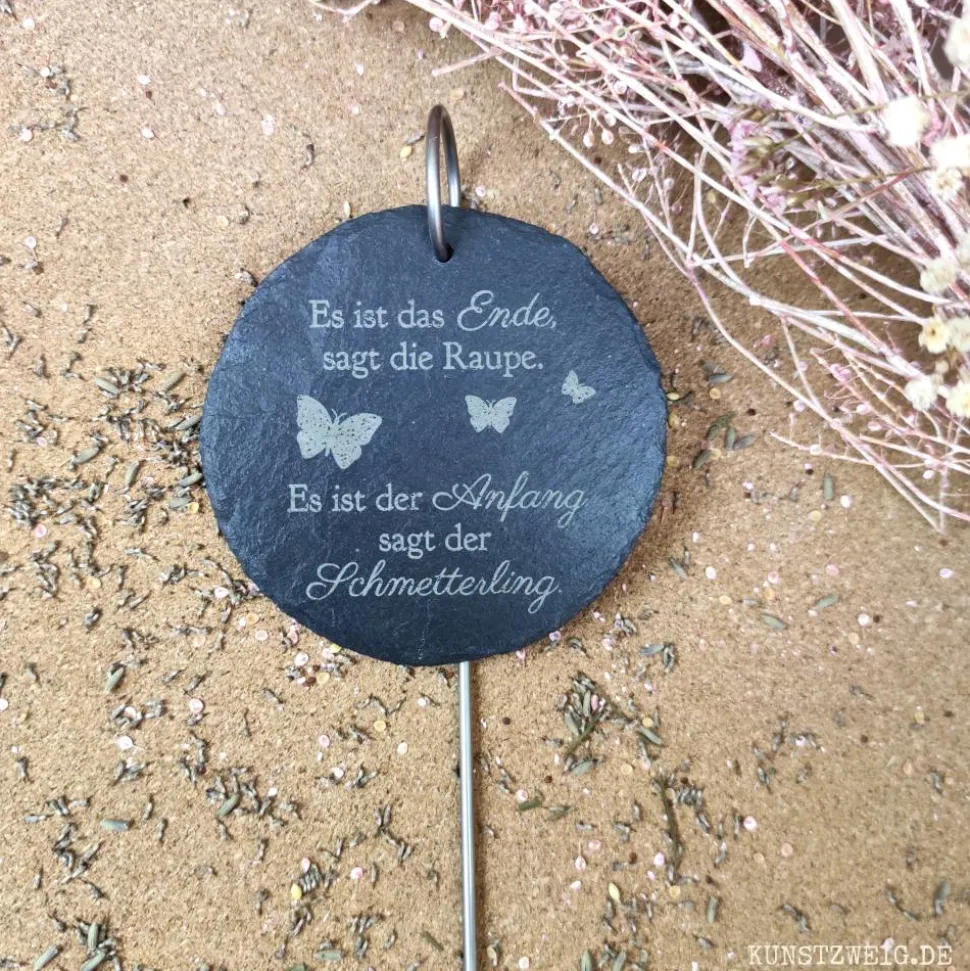 Es ist das Ende,
sagt die Raupe.
Es ist der Anfang
sagt der
Schmetterling.
KUNSTZWEIG.DE